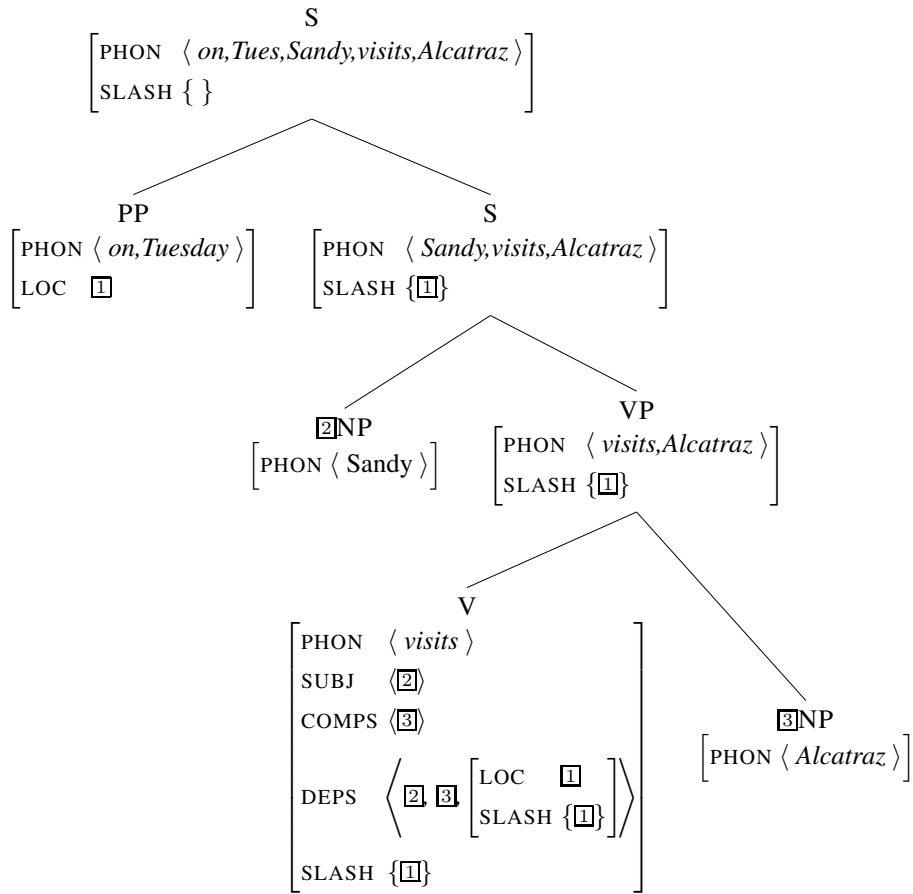 S
PHON ⟨ on,Tues,Sandy,visits,Alcatraz ⟩
SLASH { }
PP S
PHON ⟨ on,Tuesday ⟩ PHON ⟨ Sandy,visits,Alcatraz ⟩
LOC 1 SLASH {1}
2NP VP
PHON ⟨ Sandy ⟩ PHON ⟨ visits,Alcatraz ⟩
SLASH {1}
V
PHON ⟨ visits ⟩
SUBJ ⟨2⟩
COMPS ⟨3⟩
DEPS ⟨ 2, 3, [LOC 1
SLASH {1}] ⟩
SLASH {1}
3NP
PHON ⟨ Alcatraz ⟩